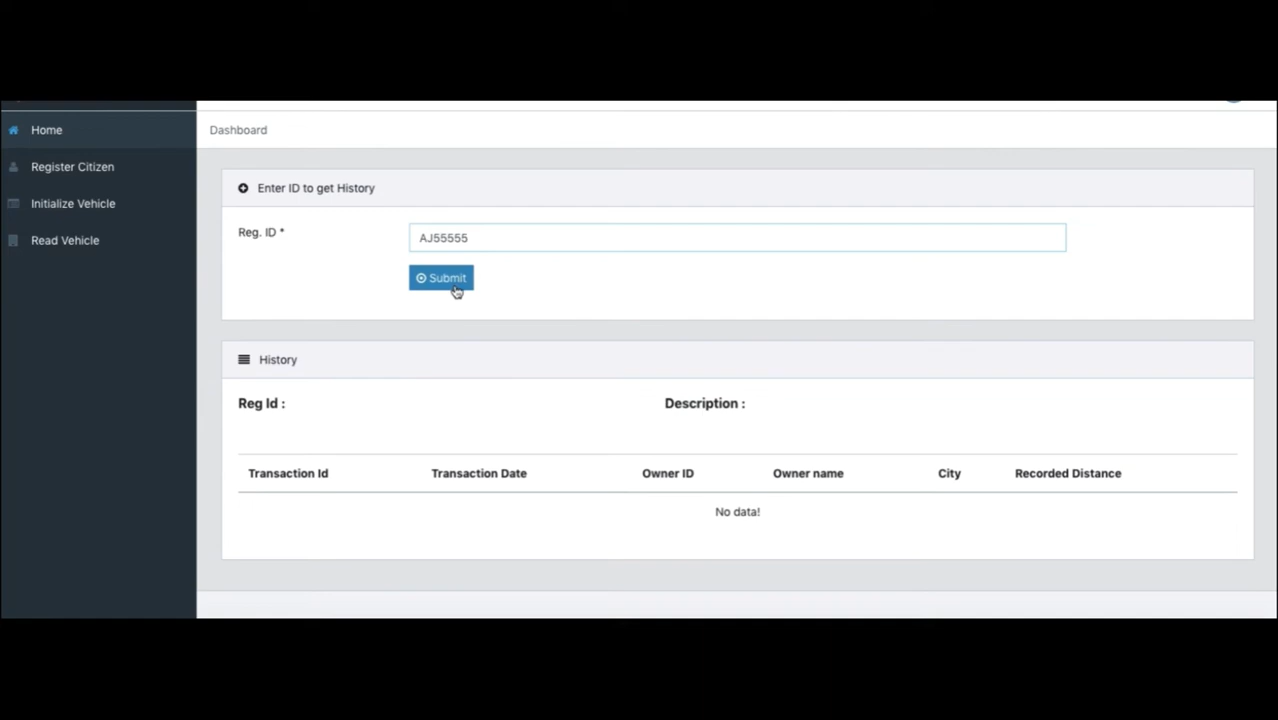 Home
Dashboard
Register Citizen
Initialize Vehicle
Read Vehicle
Enter ID to get History
Reg. ID *
AJ55555
Submit
History
Reg Id :
Description :
Transaction Id Transaction Date Owner ID Owner name City Recorded Distance
No data!